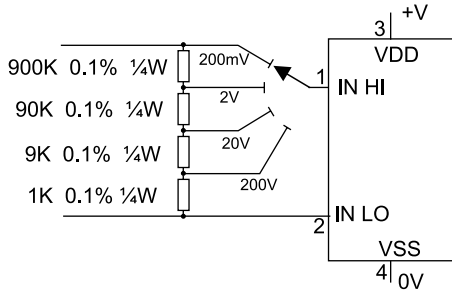 +V
3
VDD
900K 0.1% ¼W
200mV
1
IN HI
2V
90K 0.1% ¼W
20V
9K 0.1% ¼W
200V
1K 0.1% ¼W
2
IN LO
VSS
4
0V